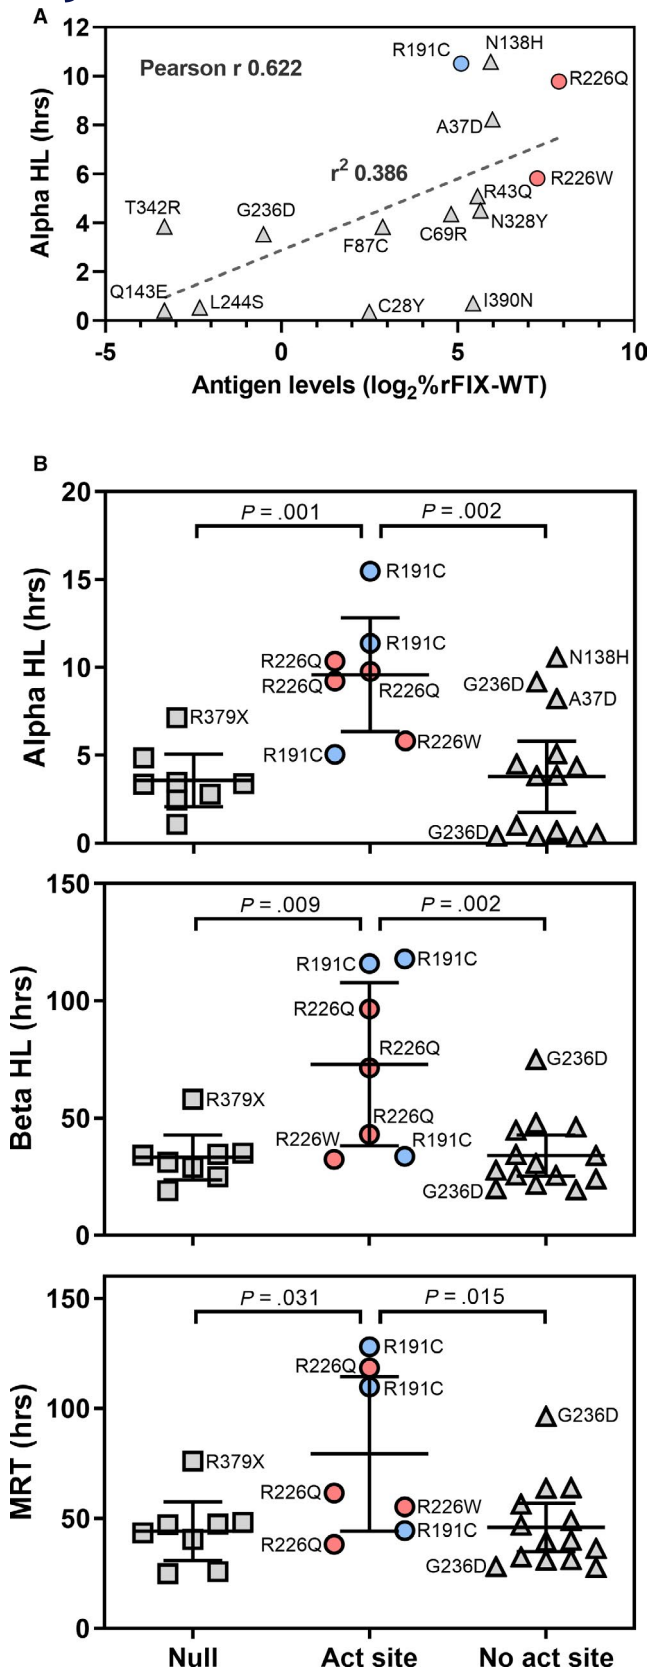 A
12
10
8
6
4
2
0
Alpha HL (hrs)
Pearson r 0.622
r2 0.386
R191C
N138H
R226Q
A37D
R226W
R43Q
N328Y
C69R
F87C
T342R
G236D
Q143E
L244S
C28Y
I390N
-5 0 5 10
Antigen levels (log2%rFIX-WT)
B
20
15
10
5
0
Alpha HL (hrs)
P = .001
P = .002
R191C
R191C
R226Q
R226Q
R226Q
R191C
R226W
R379X
N138H
G236D
A37D
G236D
150
100
50
0
Beta HL (hrs)
P = .009
P = .002
R191C
R191C
R226Q
R226Q
R226Q
R226W
R191C
R379X
G236D
G236D
150
100
50
0
MRT (hrs)
P = .031
P = .015
R191C
R226Q
R191C
R379X
R226Q
R226W
R191C
R226Q
G236D
G236D
Null Act site No act site